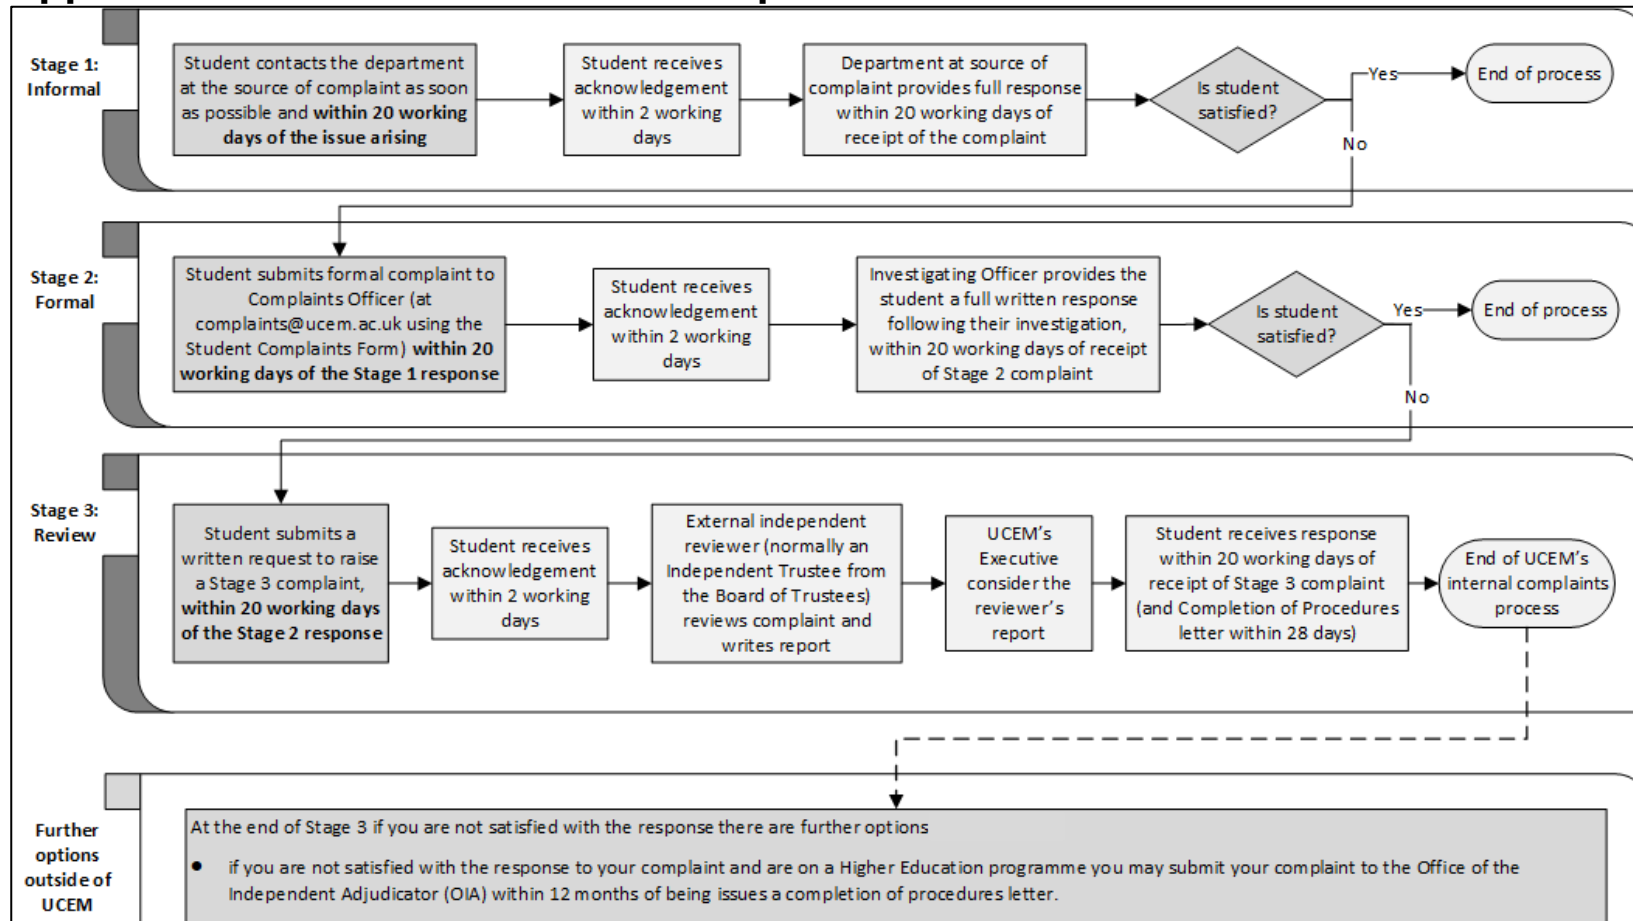 Stage 1:
Informal
Student contacts the department
at the source of complaint as soon
as possible and within 20 working
days of the issue arising
Student receives
acknowledgement
within 2 working
days
Department at source of
complaint provides full response
within 20 working days of
receipt of the complaint
Is student
satisfied?
Yes
End of process
No
Stage 2:
Formal
Student submits formal complaint to
Complaints Officer (at
complaints@ucem.ac.uk using the
Student Complaints Form) within 20
working days of the Stage 1 response
Student receives
acknowledgement
within 2 working
days
Investigating Officer provides the
student a full written response
following their investigation,
within 20 working days of receipt
of Stage 2 complaint
Is student
satisfied?
Yes
End of process
No
Stage 3:
Review
Student submits a
written request to raise
a Stage 3 complaint,
within 20 working days
of the Stage 2 response
Student receives
acknowledgement
within 2 working
days
External independent
reviewer (normally an
Independent Trustee from
the Board of Trustees)
reviews complaint and
writes report
UCEM's
Executive
consider the
reviewer's
report
Student receives response
within 20 working days of
receipt of Stage 3 complaint
(and Completion of Procedures
letter within 28 days)
End of UCEM's
internal complaints
process
Further
options
outside of
UCEM
At the end of Stage 3 if you are not satisfied with the response there are further options
● if you are not satisfied with the response to your complaint and are on a Higher Education programme you may submit your complaint to the Office of the
Independent Adjudicator (OIA) within 12 months of being issues a completion of procedures letter.